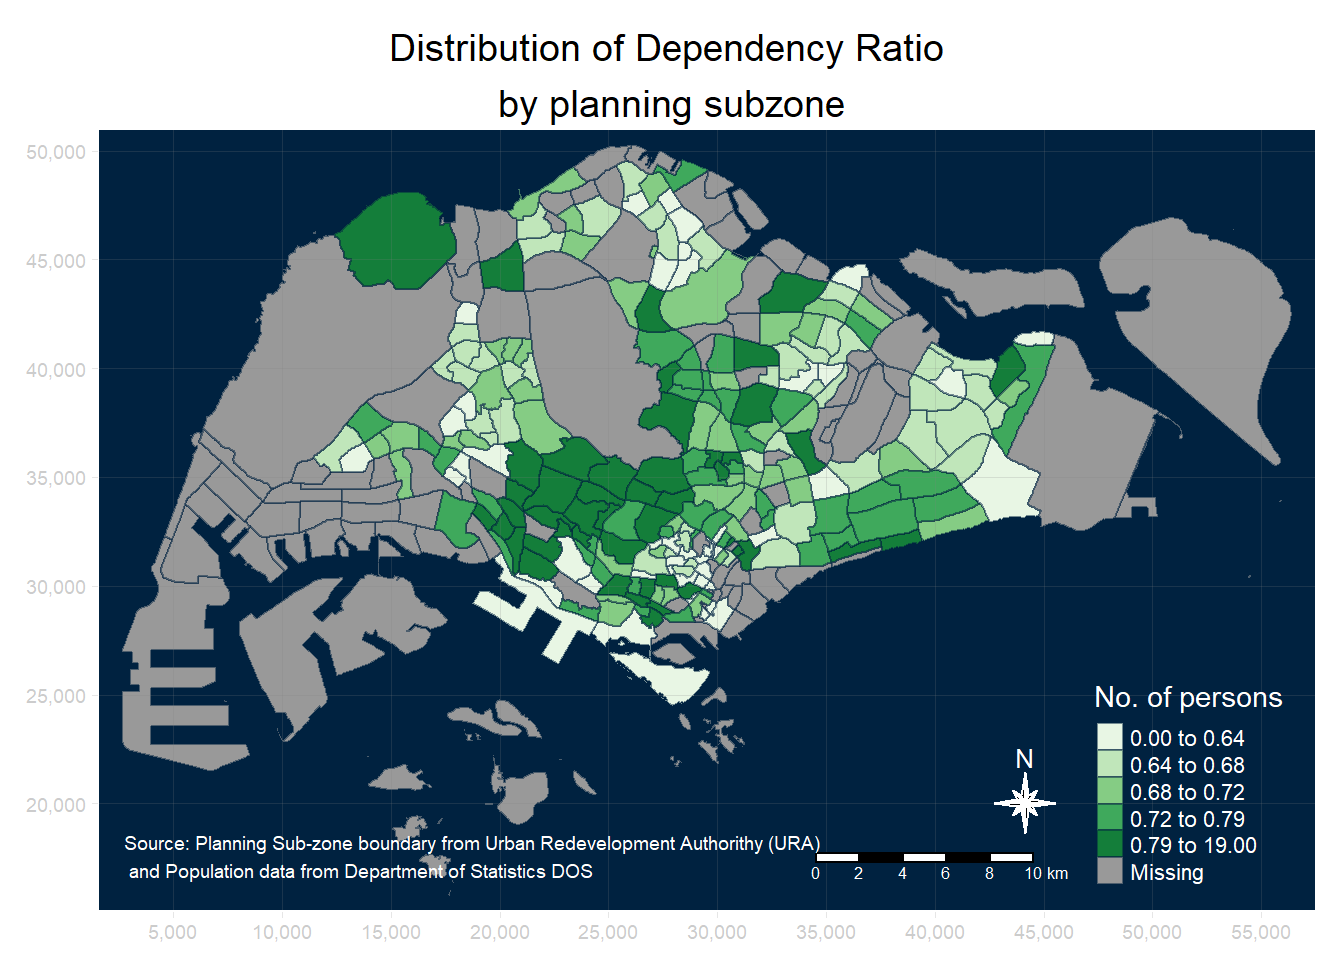 Distribution of Dependency Ratio
by planning subzone
50,000
45,000
40,000
35,000
30,000
25,000
20,000
No. of persons
0.00 to 0.64
0.64 to 0.68
0.68 to 0.72
0.72 to 0.79
0.79 to 19.00
Missing
N
Source: Planning Sub-zone boundary from Urban Redevelopment Authorithy (URA)
and Population data from Department of Statistics DOS
0 2 4 6 8 10 km
5,000 10,000 15,000 20,000 25,000 30,000 35,000 40,000 45,000 50,000 55,000